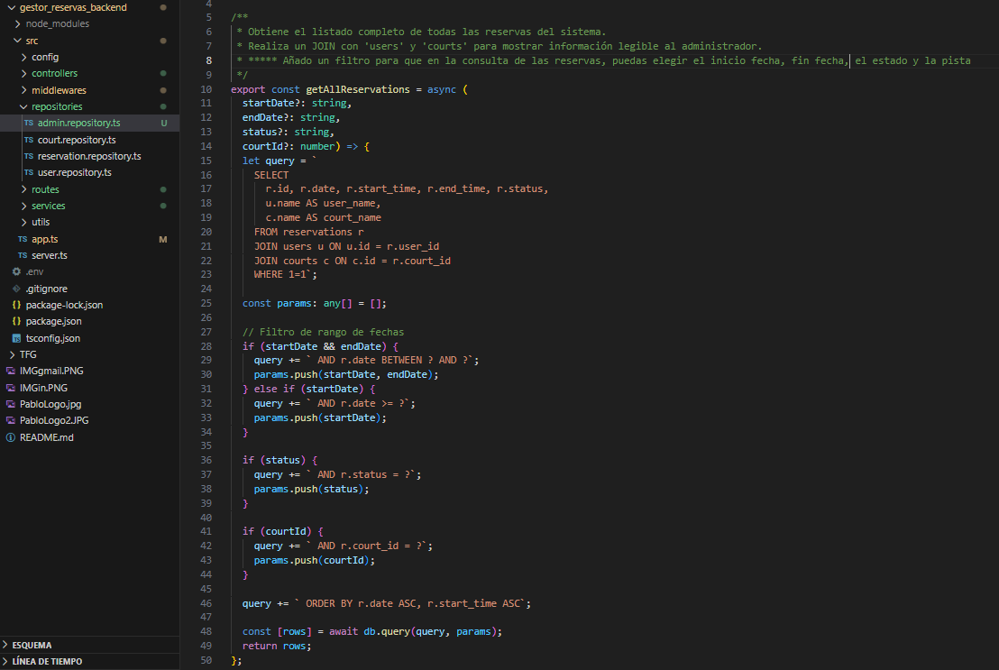 gestor_reservas_backend
node_modules
src
config
controllers
middlewares
repositories
TS admin.repository.ts U
TS court.repository.ts
TS reservation.repository.ts
TS user.repository.ts
routes
services
utils
TS app.ts M
TS server.ts
.env
.gitignore
{} package-lock.json
{} package.json
tsconfig.json
TFG
IMGgmail.PNG
IMGin.PNG
PabloLogo.jpg
PabloLogo2.JPG
README.md
ESQUEMA
LÍNEA DE TIEMPO
4
5 /**
6  * Obtiene el listado completo de todas las reservas del sistema.
7  * Realiza un JOIN con 'users' y 'courts' para mostrar información legible al administrador.
8  * ***** Añado un filtro para que en la consulta de las reservas, puedas elegir el inicio fecha, fin fecha, el estado y la pista
9  */
10 export const getAllReservations = async (
11   startDate?: string,
12   endDate?: string,
13   status?: string,
14   courtId?: number) => {
15   let query = `
16     SELECT
17       r.id, r.date, r.start_time, r.end_time, r.status,
18       u.name AS user_name,
19       c.name AS court_name
20     FROM reservations r
21     JOIN users u ON u.id = r.user_id
22     JOIN courts c ON c.id = r.court_id
23     WHERE 1=1`;
24
25   const params: any[] = [];
26
27   // Filtro de rango de fechas
28   if (startDate && endDate) {
29     query += ` AND r.date BETWEEN ? AND ?`;
30     params.push(startDate, endDate);
31   } else if (startDate) {
32     query += ` AND r.date >= ?`;
33     params.push(startDate);
34   }
35
36   if (status) {
37     query += ` AND r.status = ?`;
38     params.push(status);
39   }
40
41   if (courtId) {
42     query += ` AND r.court_id = ?`;
43     params.push(courtId);
44   }
45
46   query += ` ORDER BY r.date ASC, r.start_time ASC`;
47
48   const [rows] = await db.query(query, params);
49   return rows;
50 };